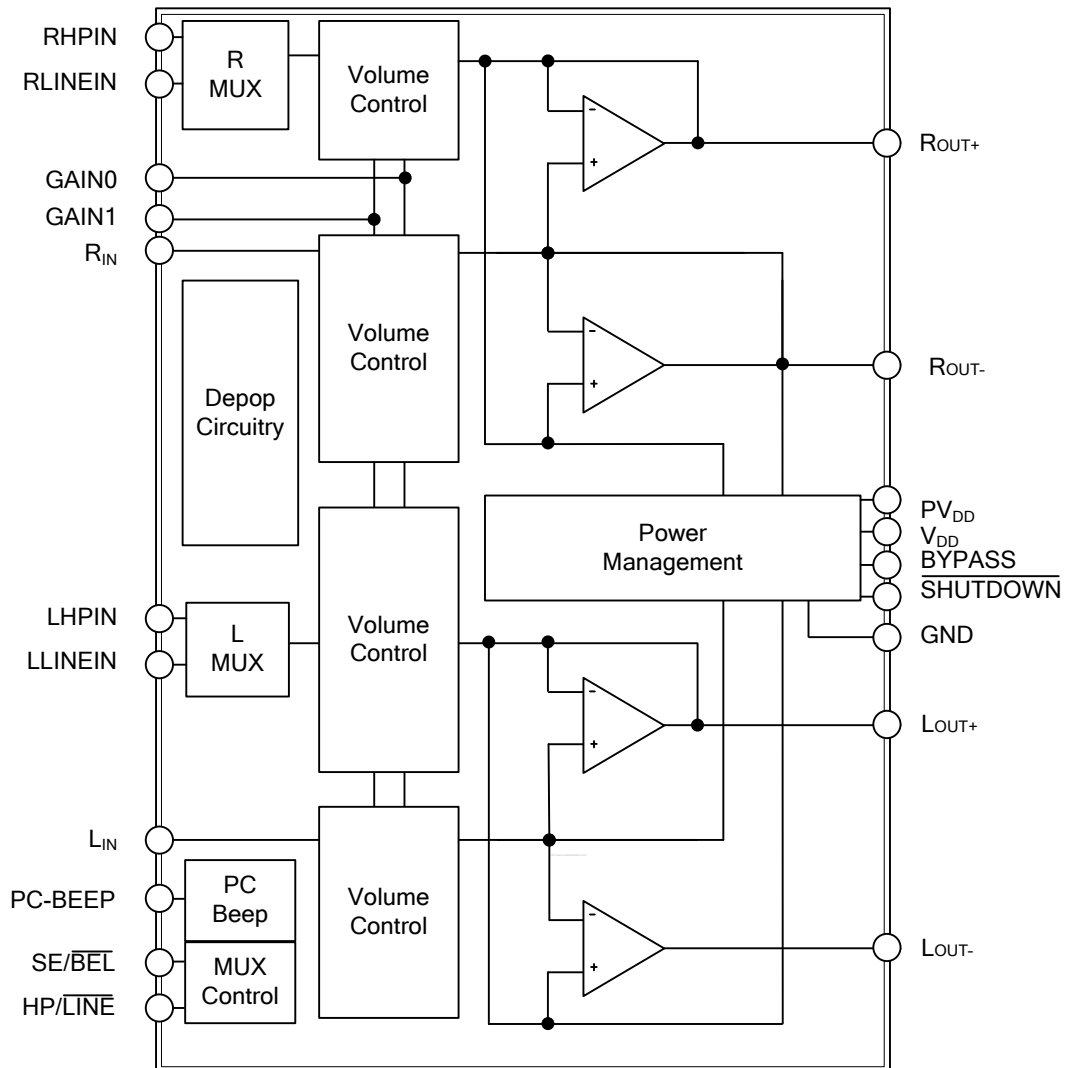 RHPIN
RLINEIN
R
MUX
Volume
Control
-
+
ROUT+
GAIN0
GAIN1
RIN
Volume
Control
-
+
ROUT-
Depop
Circuitry
Power
Management
PVDD
VDD
BYPASS
SHUTDOWN
GND
LHPIN
LLINEIN
L
MUX
Volume
Control
-
+
LOUT+
LIN
Volume
Control
-
+
LOUT-
PC-BEEP
PC
Beep
SE/BEL
HP/LINE
MUX
Control